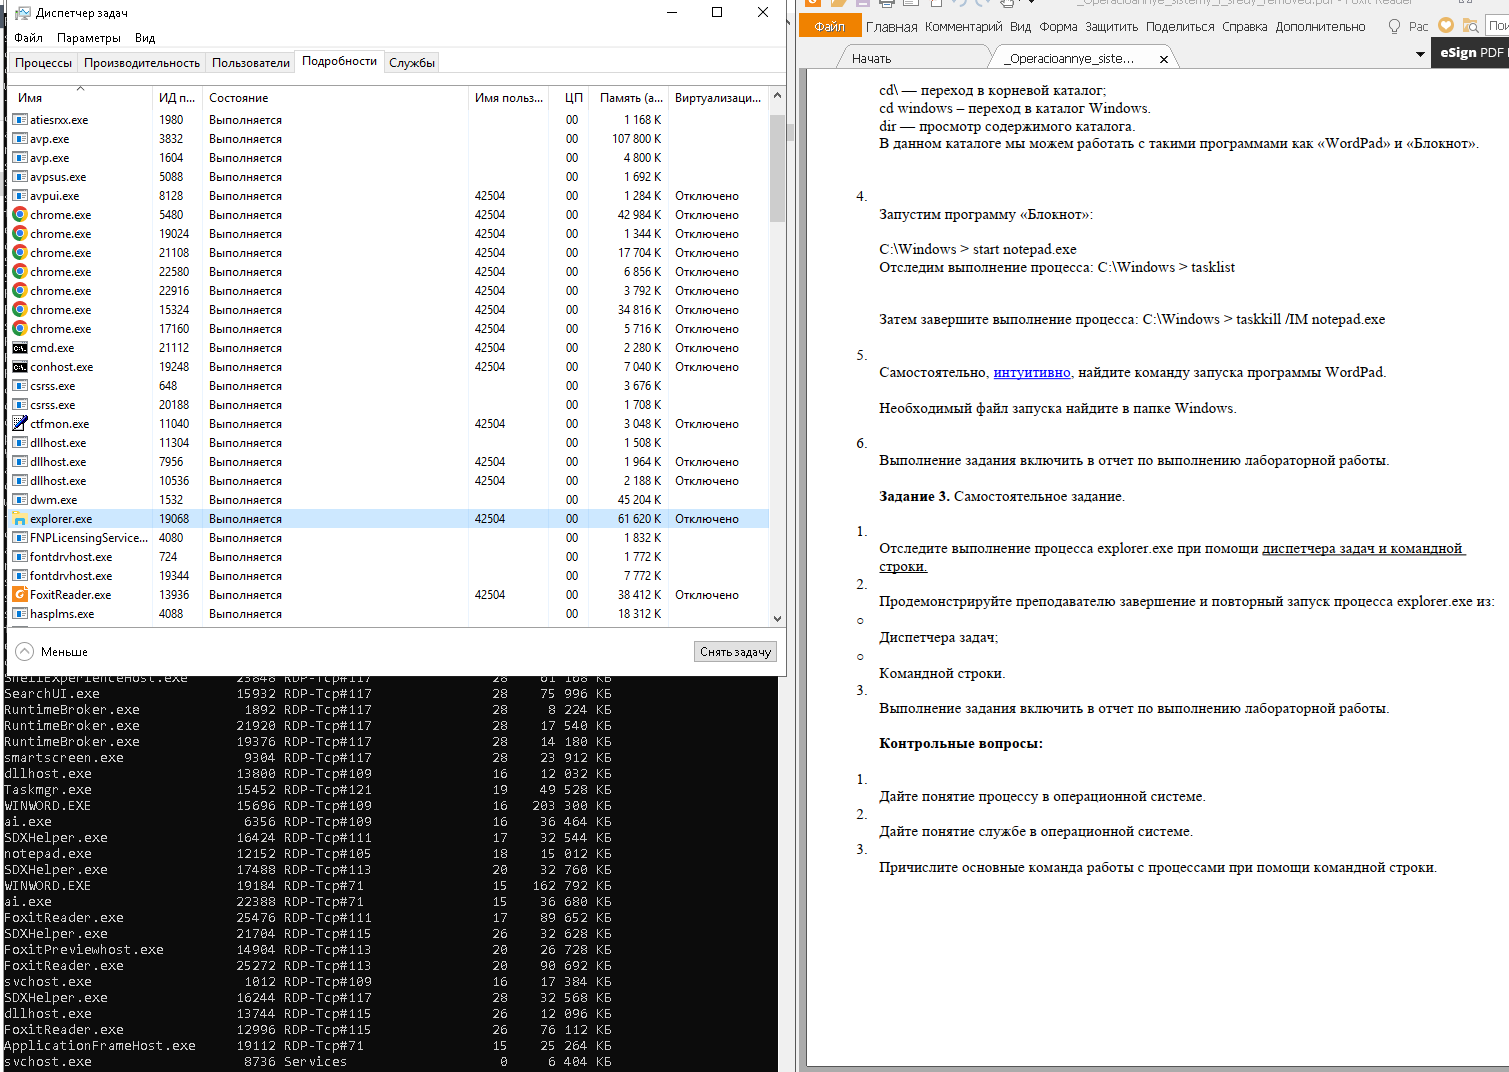 Диспетчер задач
Файл Параметры Вид
Процессы Производительность Пользователи Подробности Службы
Имя ИД п... Состояние Имя польз... ЦП Память (а... Виртуализаци...
atiesrxx.exe 1980 Выполняется 00 1 168 K
avp.exe 3832 Выполняется 00 107 800 K
avp.exe 1604 Выполняется 00 4 800 K
avpsus.exe 5088 Выполняется 00 1 692 K
avpui.exe 8128 Выполняется 42504 00 1 284 K Отключено
chrome.exe 5480 Выполняется 42504 00 42 984 K Отключено
chrome.exe 19024 Выполняется 42504 00 1 344 K Отключено
chrome.exe 21108 Выполняется 42504 00 17 704 K Отключено
chrome.exe 22580 Выполняется 42504 00 6 856 K Отключено
chrome.exe 22916 Выполняется 42504 00 3 792 K Отключено
chrome.exe 15324 Выполняется 42504 00 34 816 K Отключено
chrome.exe 17160 Выполняется 42504 00 5 716 K Отключено
cmd.exe 21112 Выполняется 42504 00 2 280 K Отключено
conhost.exe 19248 Выполняется 42504 00 7 040 K Отключено
csrss.exe 648 Выполняется 00 3 676 K
csrss.exe 20188 Выполняется 00 1 708 K
ctfmon.exe 11040 Выполняется 42504 00 3 048 K Отключено
dllhost.exe 11304 Выполняется 00 1 508 K
dllhost.exe 7956 Выполняется 42504 00 1 964 K Отключено
dllhost.exe 10536 Выполняется 42504 00 2 188 K Отключено
dwm.exe 1532 Выполняется 00 45 204 K
explorer.exe 19068 Выполняется 42504 00 61 620 K Отключено
FNPLicensingService... 4080 Выполняется 00 1 832 K
fontdrvhost.exe 724 Выполняется 00 1 772 K
fontdrvhost.exe 19344 Выполняется 00 7 772 K
FoxitReader.exe 13936 Выполняется 42504 00 38 412 K Отключено
hasplms.exe 4088 Выполняется 00 18 312 K
Меньше Снять задачу
ShellExperienceHost.exe 23848 RDP-Tcp#117 28 61 168 КБ
SearchUI.exe 15932 RDP-Tcp#117 28 75 996 КБ
RuntimeBroker.exe 1892 RDP-Tcp#117 28 8 224 КБ
RuntimeBroker.exe 21920 RDP-Tcp#117 28 17 540 КБ
RuntimeBroker.exe 19376 RDP-Tcp#117 28 14 180 КБ
smartscreen.exe 9304 RDP-Tcp#117 28 23 912 КБ
dllhost.exe 13800 RDP-Tcp#109 16 12 032 КБ
Taskmgr.exe 15452 RDP-Tcp#121 19 49 528 КБ
WINWORD.EXE 15696 RDP-Tcp#109 16 203 300 КБ
ai.exe 6356 RDP-Tcp#109 16 36 464 КБ
SDXHelper.exe 16424 RDP-Tcp#111 17 32 544 КБ
notepad.exe 12152 RDP-Tcp#105 18 15 012 КБ
SDXHelper.exe 17488 RDP-Tcp#113 20 32 760 КБ
WINWORD.EXE 19184 RDP-Tcp#71 15 162 792 КБ
ai.exe 22388 RDP-Tcp#71 15 36 680 КБ
FoxitReader.exe 25476 RDP-Tcp#111 17 89 652 КБ
SDXHelper.exe 21704 RDP-Tcp#115 26 32 628 КБ
FoxitPreviewhost.exe 14904 RDP-Tcp#113 20 26 728 КБ
FoxitReader.exe 25272 RDP-Tcp#113 20 90 692 КБ
svchost.exe 1012 RDP-Tcp#109 16 17 384 КБ
SDXHelper.exe 16244 RDP-Tcp#117 28 32 568 КБ
dllhost.exe 13744 RDP-Tcp#115 26 12 096 КБ
FoxitReader.exe 12996 RDP-Tcp#115 26 76 112 КБ
ApplicationFrameHost.exe 19112 RDP-Tcp#71 15 25 264 КБ
svchost.exe 8736 Services 0 6 404 КБ
_Operacioannye_sistemy_i_sredy_removed.pdf - Foxit Reader
Файл Главная Комментарий Вид Форма Защитить Поделиться Справка Дополнительно Рас Пои
Начать _Operacioannye_siste... eSign PDF
cd\ — переход в корневой каталог;
cd windows – переход в каталог Windows.
dir — просмотр содержимого каталога.
В данном каталоге мы можем работать с такими программами как «WordPad» и «Блокнот».
4.
Запустим программу «Блокнот»:
C:\Windows > start notepad.exe
Отследим выполнение процесса: C:\Windows > tasklist
Затем завершите выполнение процесса: C:\Windows > taskkill /IM notepad.exe
5.
Самостоятельно, интуитивно, найдите команду запуска программы WordPad.
Необходимый файл запуска найдите в папке Windows.
6.
Выполнение задания включить в отчет по выполнению лабораторной работы.
Задание 3. Самостоятельное задание.
1.
Отследите выполнение процесса explorer.exe при помощи диспетчера задач и командной
строки.
2.
Продемонстрируйте преподавателю завершение и повторный запуск процесса explorer.exe из:
○
Диспетчера задач;
○
Командной строки.
3.
Выполнение задания включить в отчет по выполнению лабораторной работы.
Контрольные вопросы:
1.
Дайте понятие процессу в операционной системе.
2.
Дайте понятие службе в операционной системе.
3.
Причислите основные команда работы с процессами при помощи командной строки.